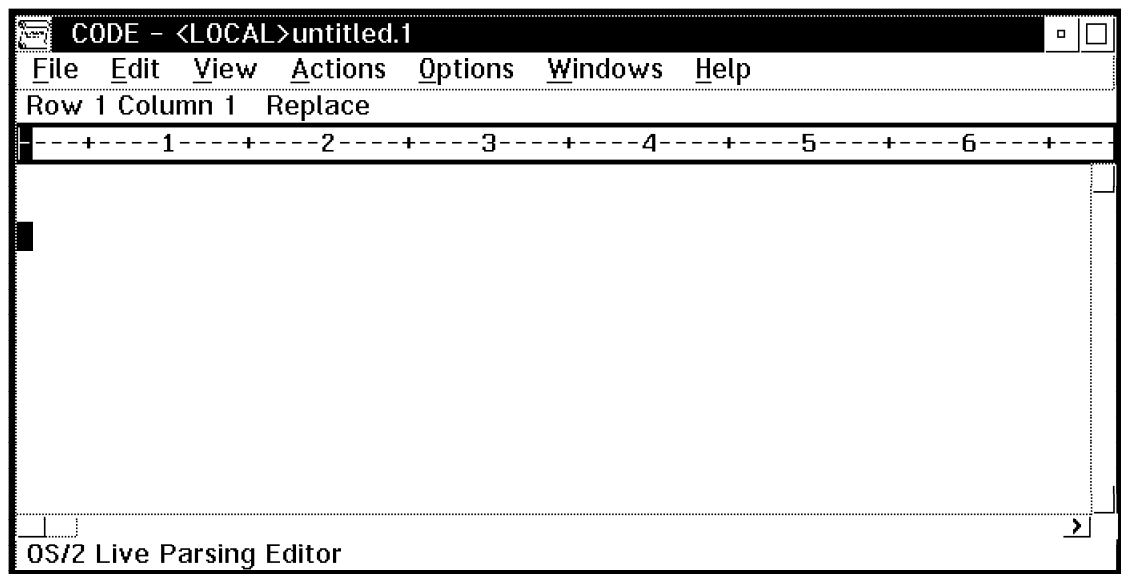 CODE - <LOCAL>untitled.1
File Edit View Actions Options Windows Help
Row 1 Column 1 Replace
----+----1----+----2----+----3----+----4----+----5----+----6----+----
OS/2 Live Parsing Editor